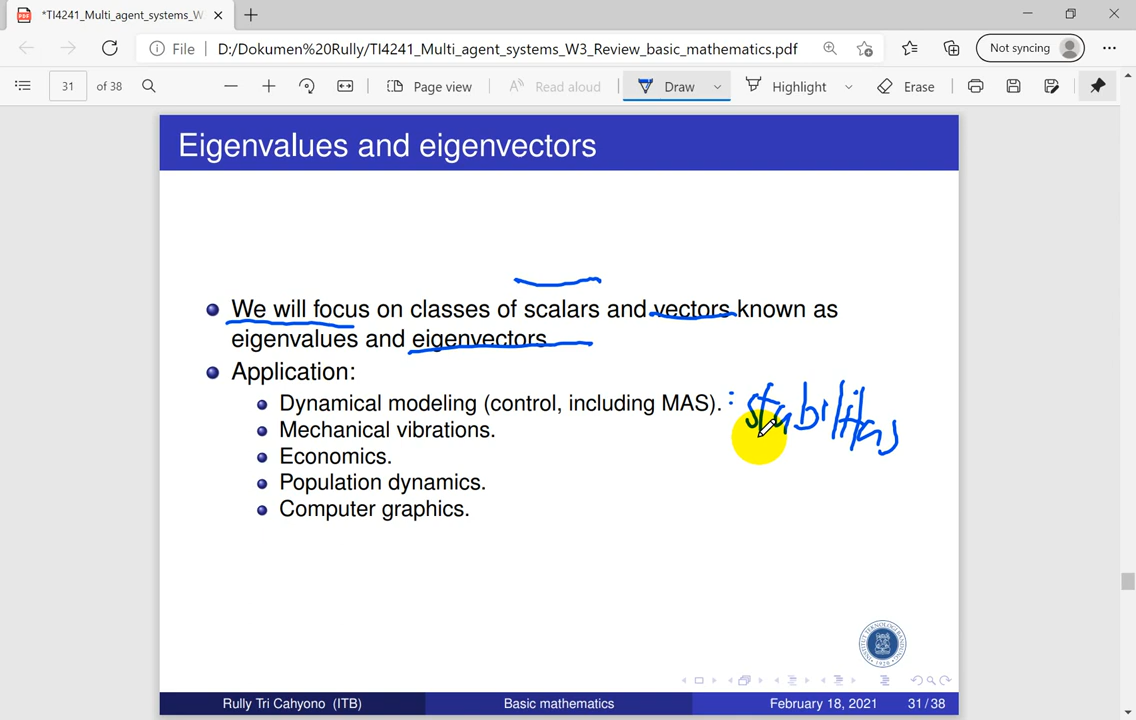 *TI4241_Multi_agent_systems_W
File D:/Dokumen%20Rully/TI4241_Multi_agent_systems_W3_Review_basic_mathematics.pdf Not syncing
31 of 38 Page view Read aloud Draw Highlight Erase
Eigenvalues and eigenvectors
We will focus on classes of scalars and vectors known as
eigenvalues and eigenvectors
Application:
Dynamical modeling (control, including MAS). : stabilitas
Mechanical vibrations.
Economics.
Population dynamics.
Computer graphics.
Rully Tri Cahyono (ITB) Basic mathematics February 18, 2021 31/38